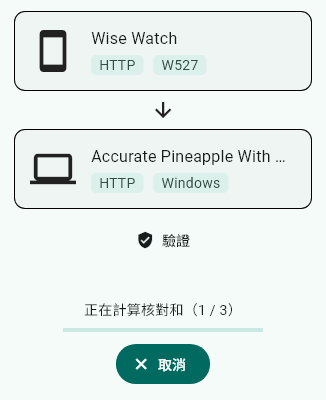 Wise Watch
HTTP W527
Accurate Pineapple With ...
HTTP Windows
驗證
正在計算核對和（1 / 3）
取消